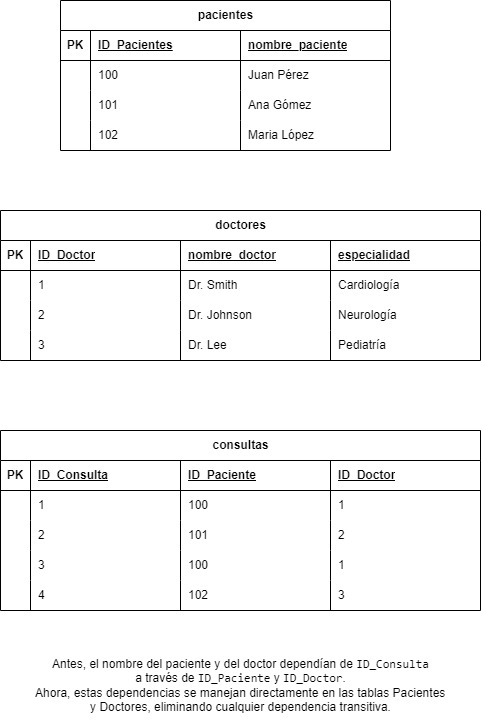 pacientes
PK ID_Pacientes nombre_paciente
100 Juan Pérez
101 Ana Gómez
102 Maria López
doctores
PK ID_Doctor nombre_doctor especialidad
1 Dr. Smith Cardiología
2 Dr. Johnson Neurología
3 Dr. Lee Pediatría
consultas
PK ID_Consulta ID_Paciente ID_Doctor
1 100 1
2 101 2
3 100 1
4 102 3
Antes, el nombre del paciente y del doctor dependían de ID_Consulta
a través de ID_Paciente y ID_Doctor.
Ahora, estas dependencias se manejan directamente en las tablas Pacientes
y Doctores, eliminando cualquier dependencia transitiva.